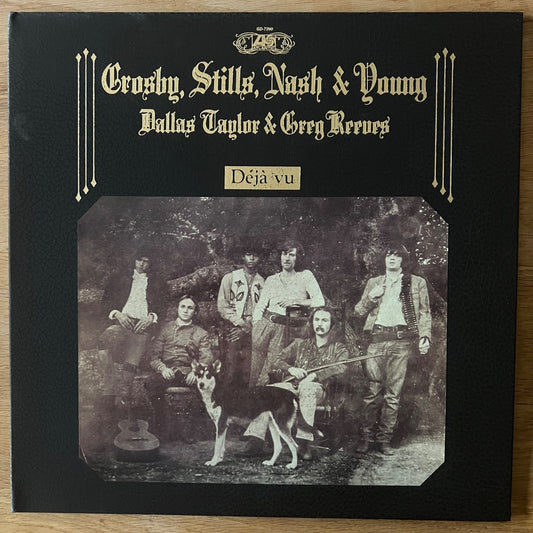 SD-7200
Crosby, Stills, Nash & Young
Dallas Taylor & Greg Reeves
Déjà vu